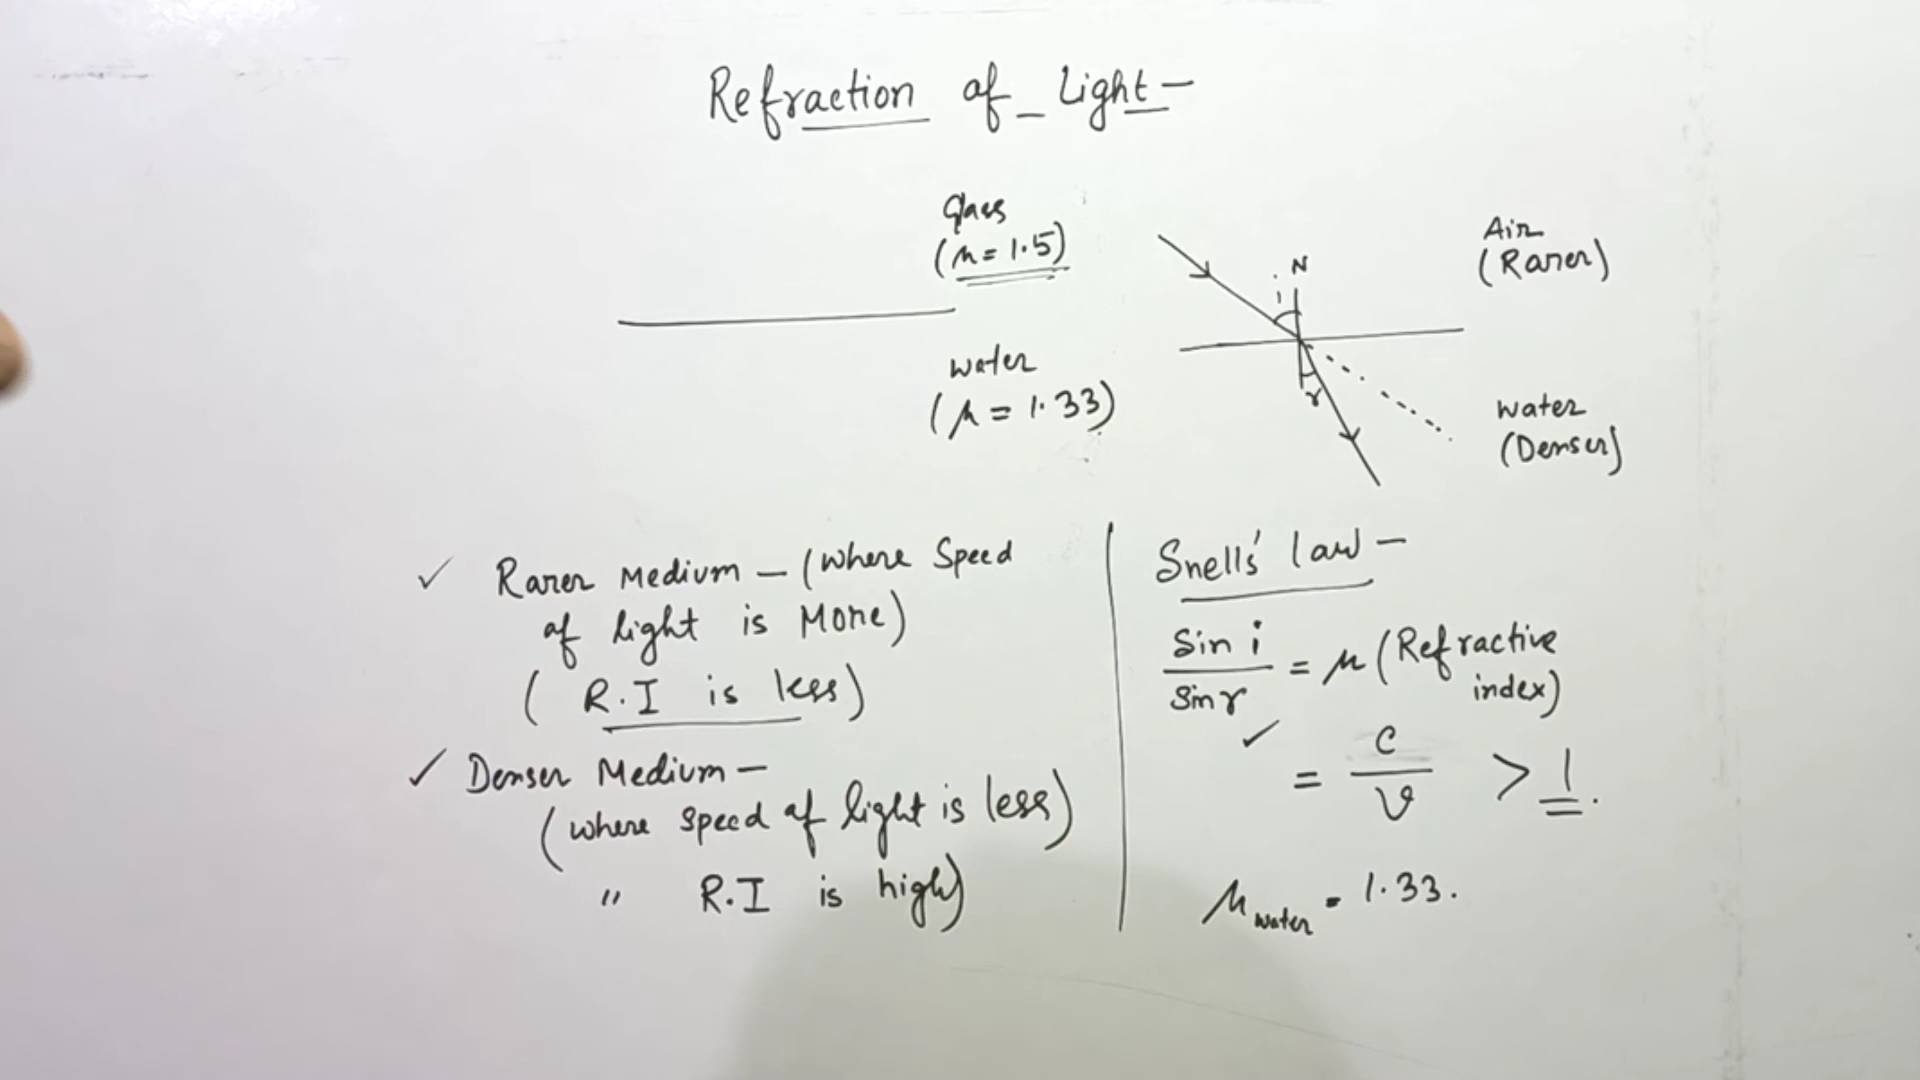 Refraction of Light -
Glass
(μ = 1.5)
water
(μ = 1.33)
N
i
r
Air
(Rarer)
water
(Denser)
✓ Rarer Medium - (where Speed
of light is More)
( R.I is less)
✓ Denser Medium -
(where speed of light is less)
" R.I is high)
Snells' law -
Sin i
Sin r
= μ (Refractive
index)
✓
= C
v
> 1.
μ water = 1.33.